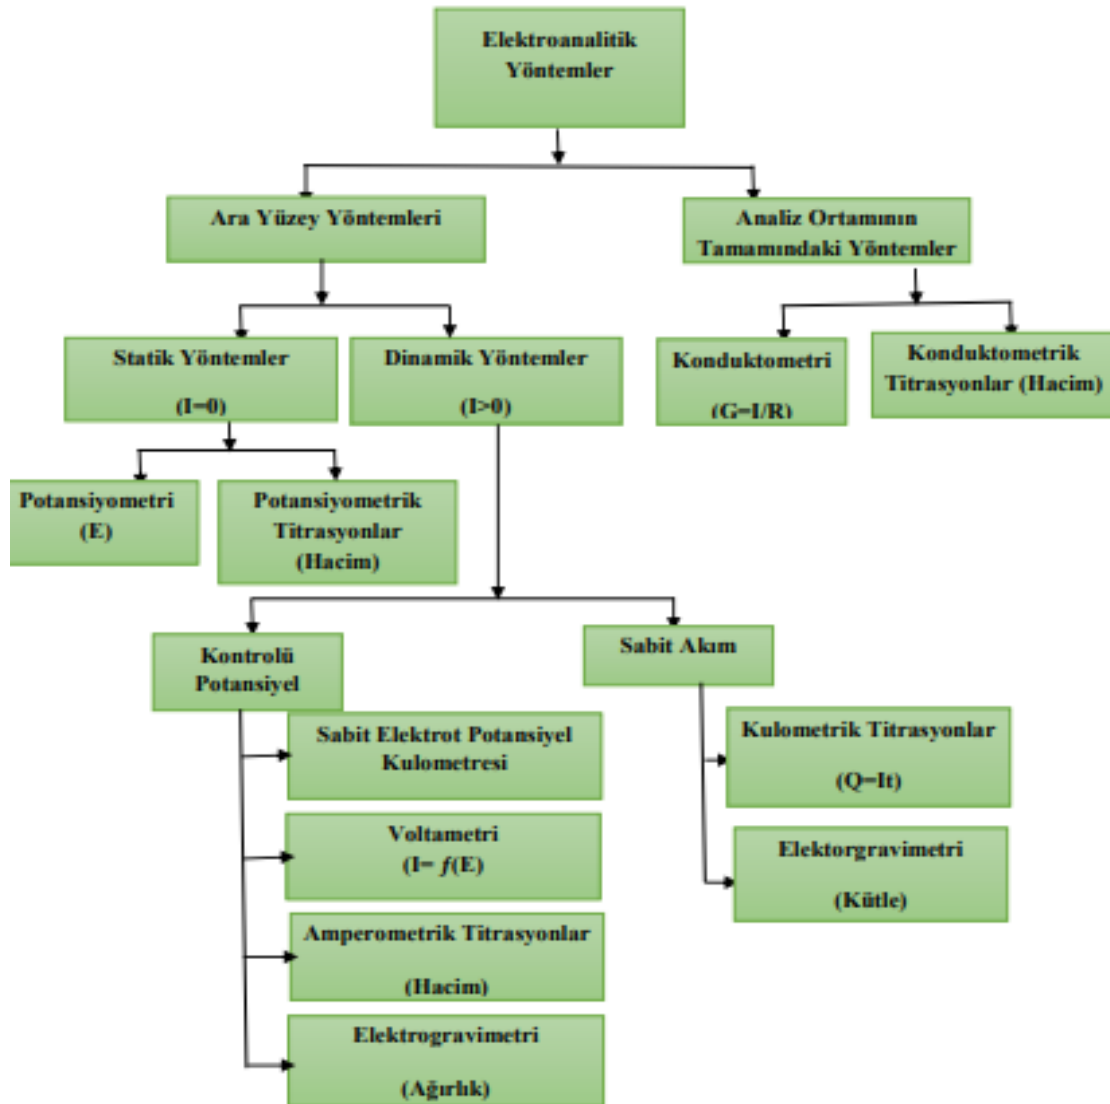 Elektroanalitik
Yöntemler
Ara Yüzey Yöntemleri
Analiz Ortamının
Tamamındaki Yöntemler
Statik Yöntemler
(I=0)
Dinamik Yöntemler
(I>0)
Konduktometri
(G=I/R)
Konduktometrik
Titrasyonlar (Hacim)
Potansiyometri
(E)
Potansiyometrik
Titrasyonlar
(Hacim)
Kontrolü
Potansiyel
Sabit Akım
Sabit Elektrot Potansiyel
Kulometresi
Voltametri
(I= f(E)
Amperometrik Titrasyonlar
(Hacim)
Elektrogravimetri
(Ağırlık)
Kulometrik Titrasyonlar
(Q=It)
Elektorgravimetri
(Kütle)